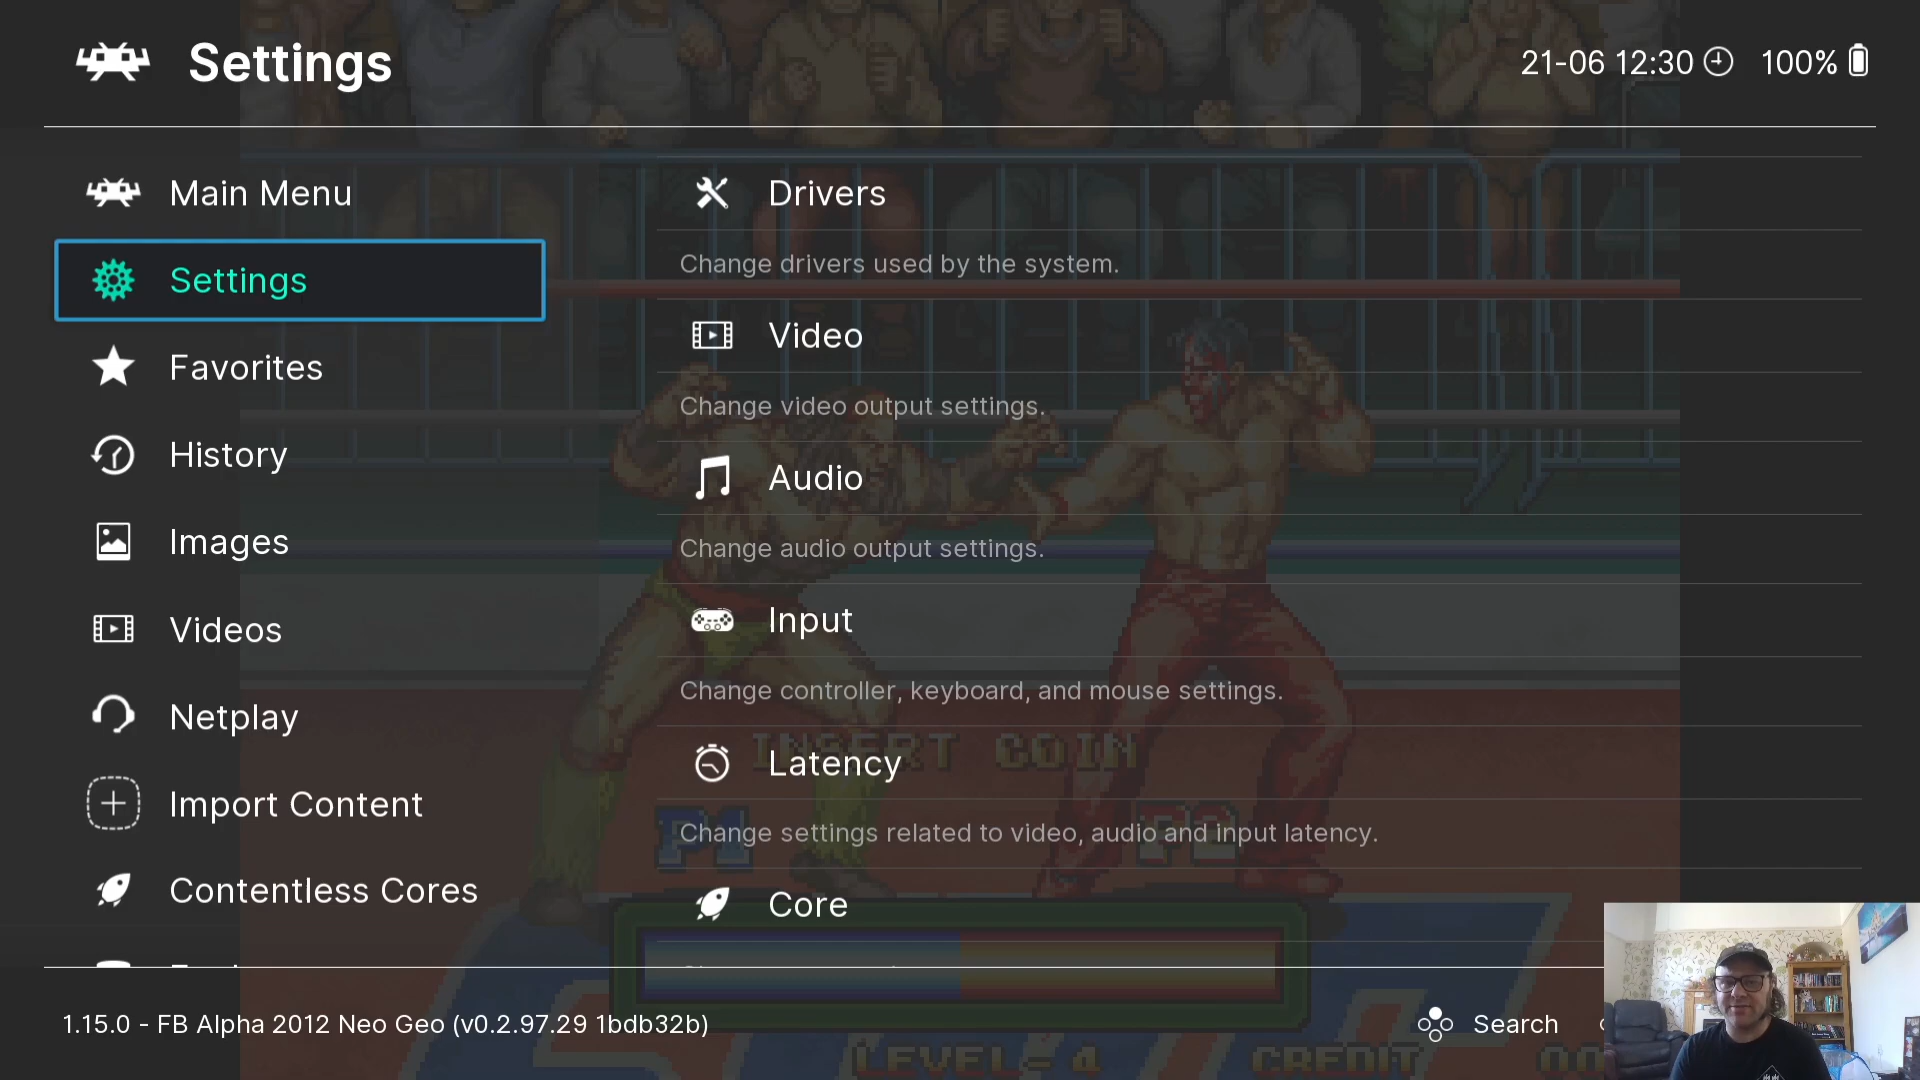 Settings
21-06 12:30
100%
Main Menu
Settings
Favorites
History
Images
Videos
Netplay
Import Content
Contentless Cores
Drivers
Change drivers used by the system.
Video
Change video output settings.
Audio
Change audio output settings.
Input
Change controller, keyboard, and mouse settings.
INSERT COIN
Latency
P1 P2
Change settings related to video, audio and input latency.
Core
1.15.0 - FB Alpha 2012 Neo Geo (v0.2.97.29 1bdb32b)
Search
LEVEL-4 CREDIT 00